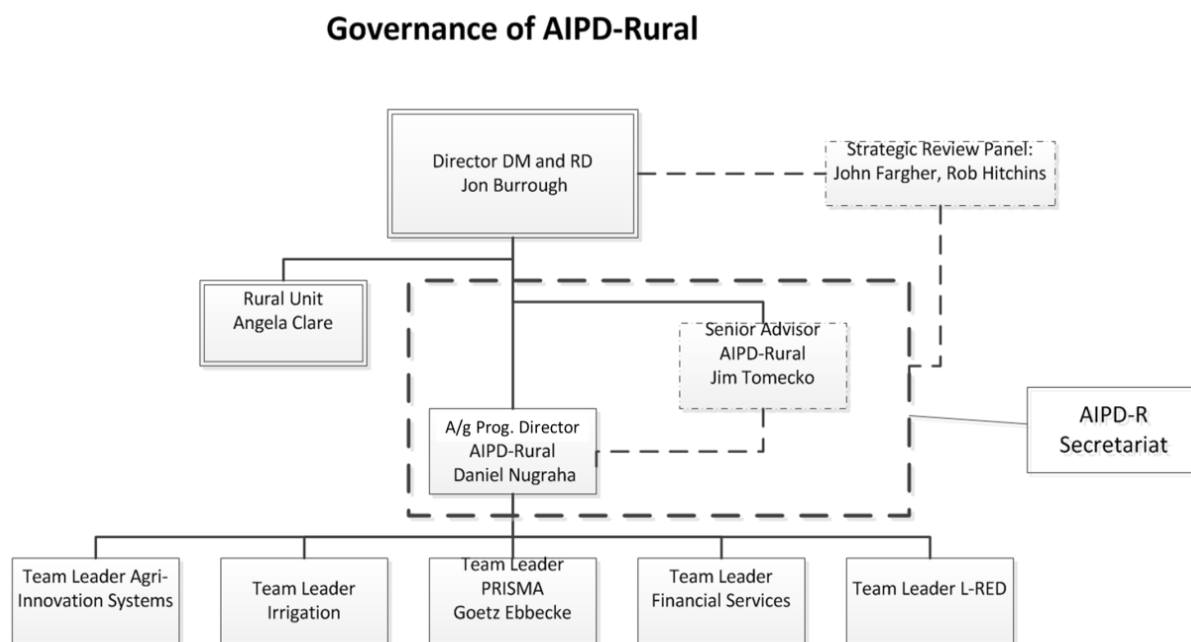 Governance of AIPD-Rural
Director DM and RD
Jon Burrough
Strategic Review Panel:
John Fargher, Rob Hitchins
Rural Unit
Angela Clare
Senior Advisor
AIPD-Rural
Jim Tomecko
A/g Prog. Director
AIPD-Rural
Daniel Nugraha
AIPD-R
Secretariat
Team Leader Agri-
Innovation Systems
Team Leader
Irrigation
Team Leader
PRISMA
Goetz Ebbecke
Team Leader
Financial Services
Team Leader L-RED